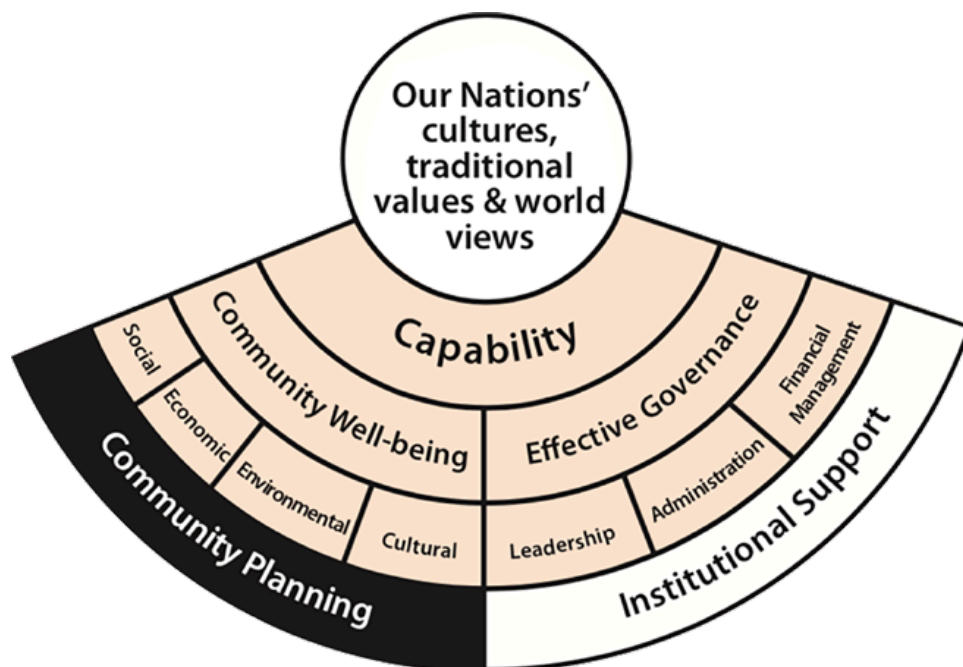 Our Nations’
cultures,
traditional
values & world
views
Capability
Community Well-being
Effective Governance
Social
Economic
Environmental
Cultural
Leadership
Administration
Financial
Management
Community Planning
Institutional Support